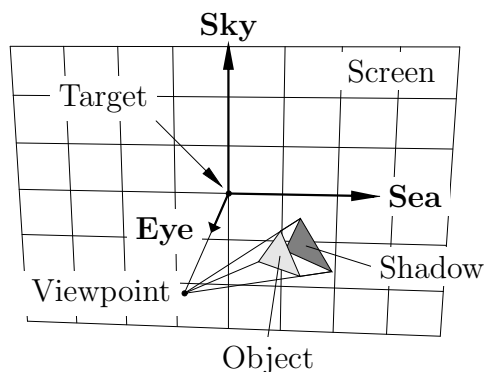 Sky
Screen
Target
Sea
Eye
Shadow
Viewpoint
Object